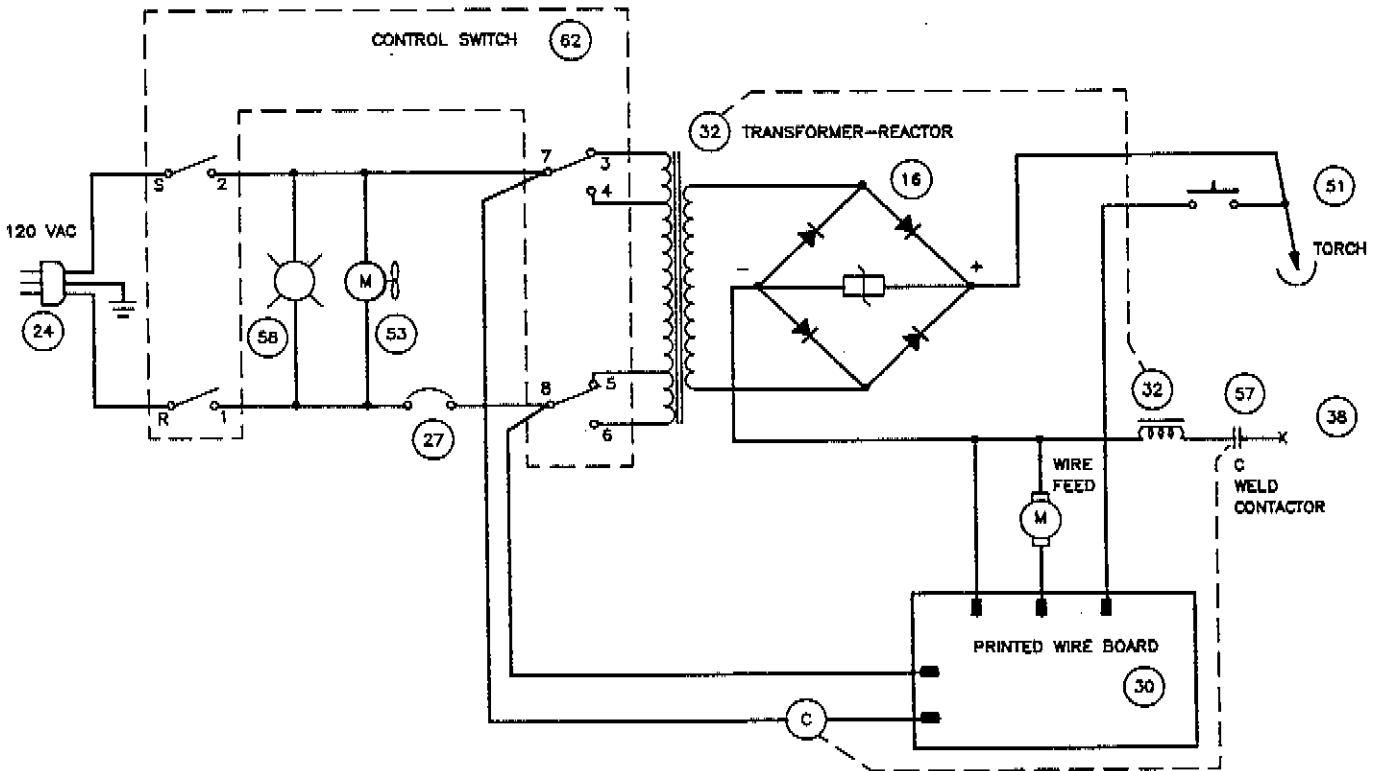 CONTROL SWITCH 62
32 TRANSFORMER-REACTOR
7
3
16
S 2
4
51
120 VAC
M
-
+
TORCH
24
58
53
8
5
32
57
38
R 1
27
6
WIRE
FEED
C
WELD
CONTACTOR
M
PRINTED WIRE BOARD
30
C